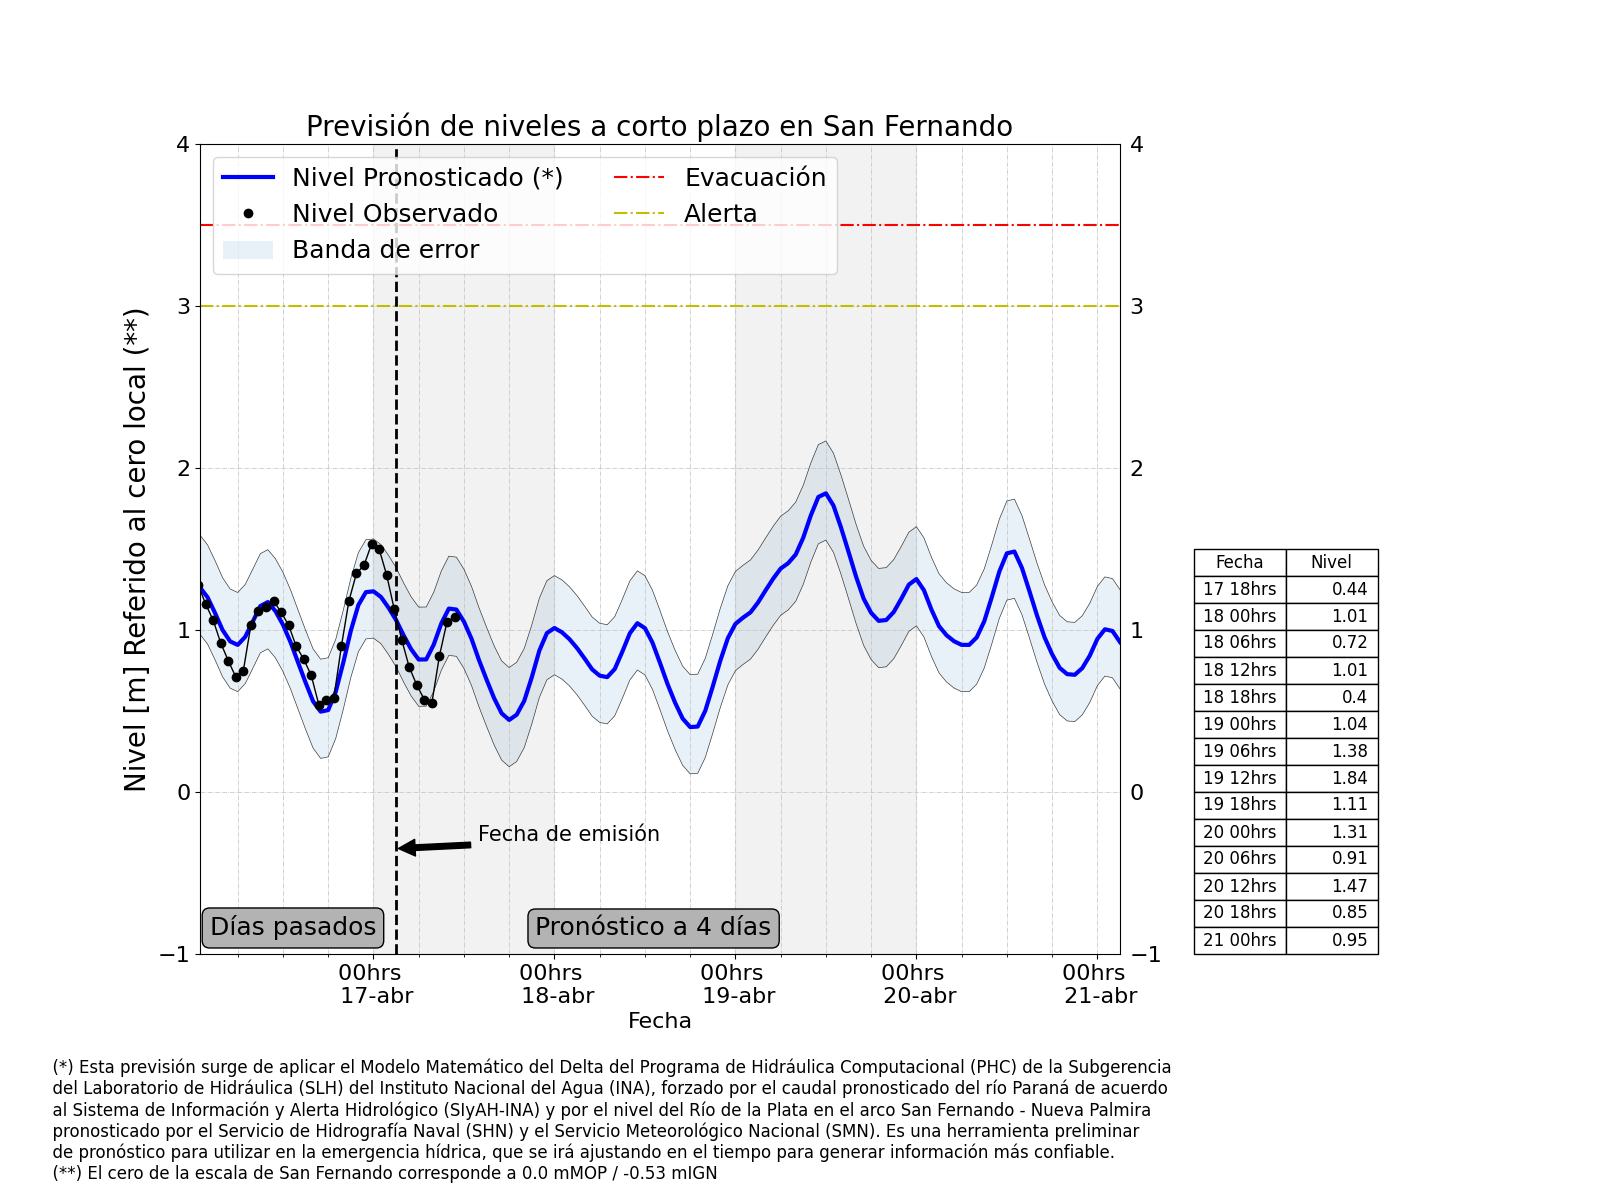 Previsión de niveles a corto plazo en San Fernando
Nivel Pronosticado (*)
Nivel Observado
Banda de error
Evacuación
Alerta
Nivel [m] Referido al cero local (**)
4
3
2
1
0
−1
4
3
2
1
0
−1
Fecha de emisión
Días pasados
Pronóstico a 4 días
00hrs
17-abr
00hrs
18-abr
00hrs
19-abr
00hrs
20-abr
00hrs
21-abr
Fecha
Fecha Nivel
17 18hrs 0.44
18 00hrs 1.01
18 06hrs 0.72
18 12hrs 1.01
18 18hrs 0.4
19 00hrs 1.04
19 06hrs 1.38
19 12hrs 1.84
19 18hrs 1.11
20 00hrs 1.31
20 06hrs 0.91
20 12hrs 1.47
20 18hrs 0.85
21 00hrs 0.95
(*) Esta previsión surge de aplicar el Modelo Matemático del Delta del Programa de Hidráulica Computacional (PHC) de la Subgerencia
del Laboratorio de Hidráulica (SLH) del Instituto Nacional del Agua (INA), forzado por el caudal pronosticado del río Paraná de acuerdo
al Sistema de Información y Alerta Hidrológico (SIyAH-INA) y por el nivel del Río de la Plata en el arco San Fernando - Nueva Palmira
pronosticado por el Servicio de Hidrografía Naval (SHN) y el Servicio Meteorológico Nacional (SMN). Es una herramienta preliminar
de pronóstico para utilizar en la emergencia hídrica, que se irá ajustando en el tiempo para generar información más confiable.
(**) El cero de la escala de San Fernando corresponde a 0.0 mMOP / -0.53 mIGN